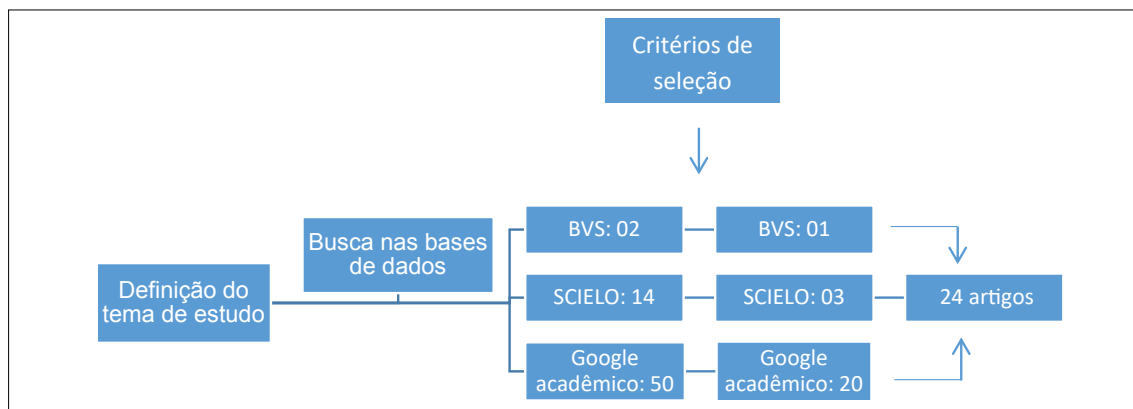 Critérios de
seleção
Busca nas bases
de dados
Definição do
tema de estudo
BVS: 02
BVS: 01
SCIELO: 14
SCIELO: 03
24 artigos
Google
acadêmico: 50
Google
acadêmico: 20